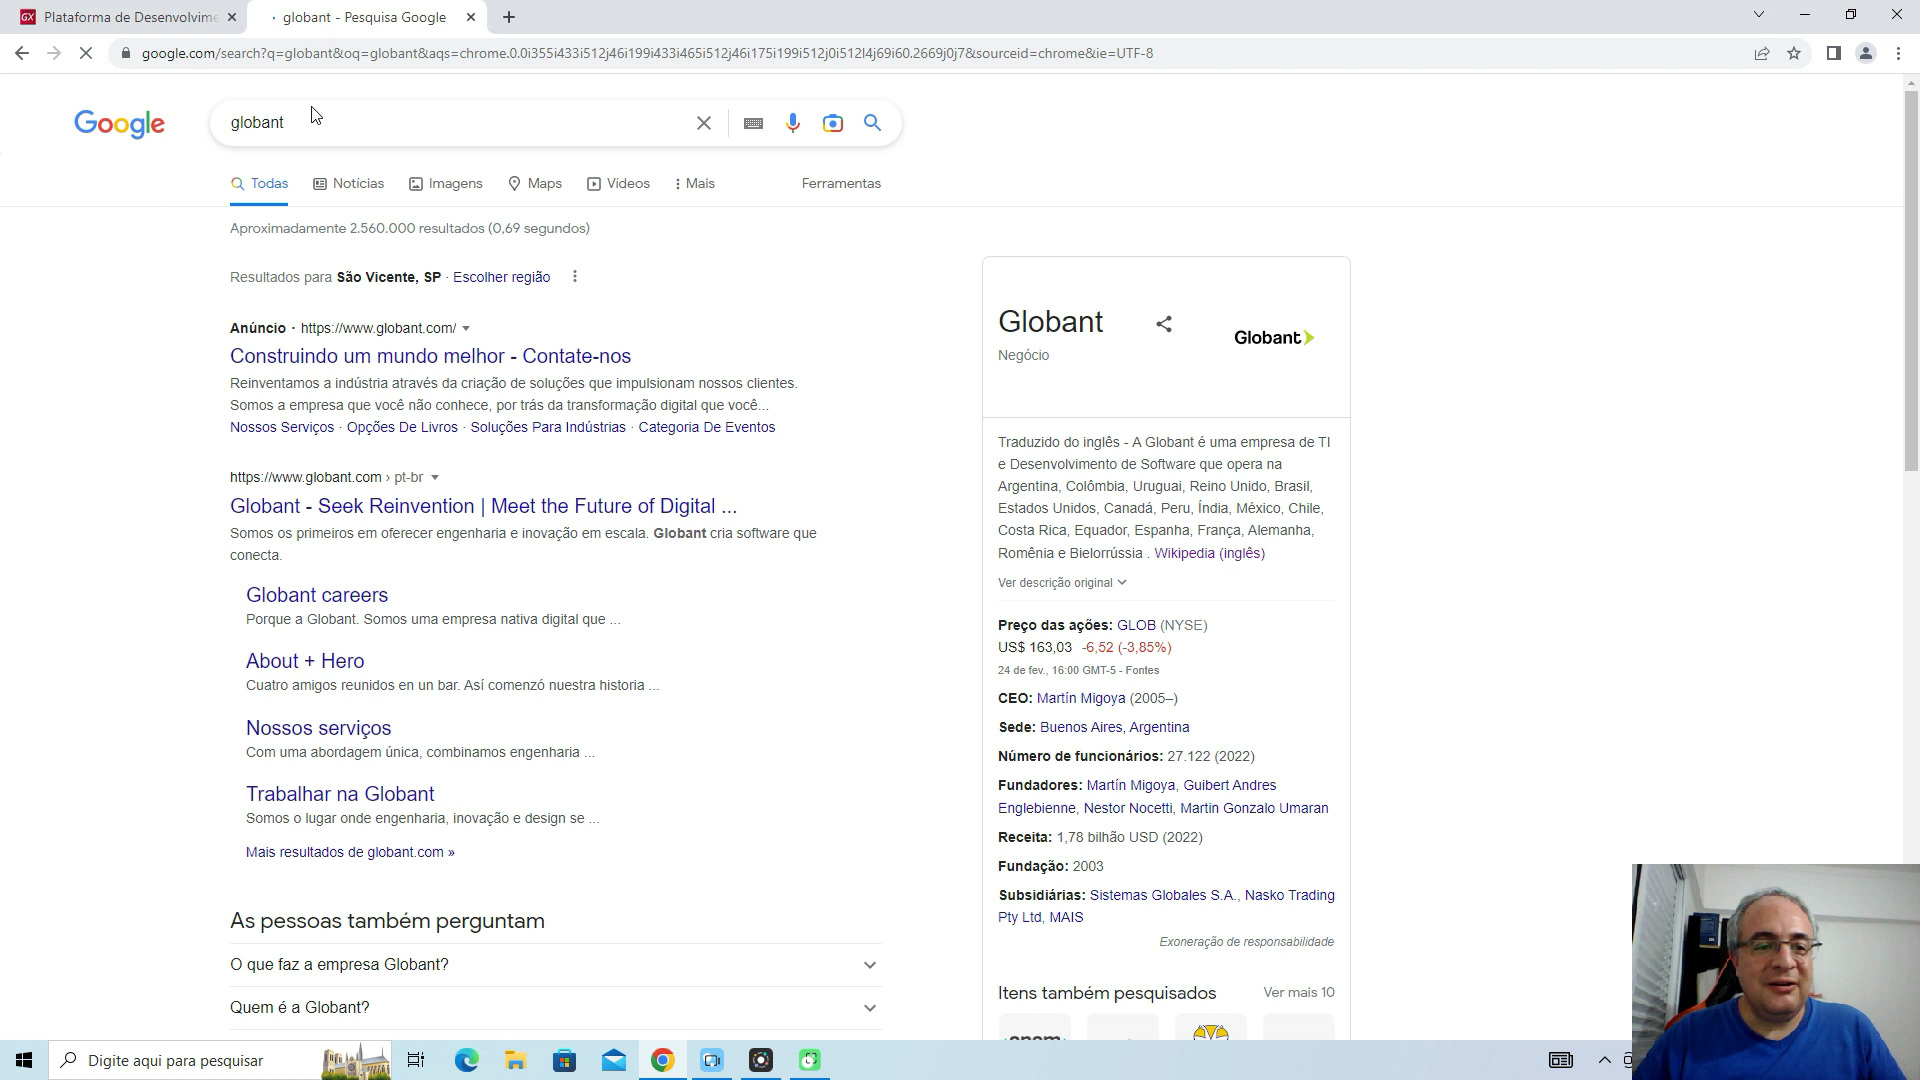 Plataforma de Desenvolvime
globant - Pesquisa Google
google.com/search?q=globant&oq=globant&aqs=chrome.0.0i355i433i512j46i199i433i465i512j46i175i199i512j0i512l4j69i60.2669j0j7&sourceid=chrome&ie=UTF-8
Google
globant
Todas
Notícias
Imagens
Maps
Vídeos
Mais
Ferramentas
Aproximadamente 2.560.000 resultados (0,69 segundos)
Resultados para São Vicente, SP · Escolher região
Anúncio · https://www.globant.com/
Construindo um mundo melhor - Contate-nos
Reinventamos a indústria através da criação de soluções que impulsionam nossos clientes.
Somos a empresa que você não conhece, por trás da transformação digital que você...
Nossos Serviços · Opções De Livros · Soluções Para Indústrias · Categoria De Eventos
https://www.globant.com › pt-br
Globant - Seek Reinvention | Meet the Future of Digital ...
Somos os primeiros em oferecer engenharia e inovação em escala. Globant cria software que
conecta.
Globant careers
Porque a Globant. Somos uma empresa nativa digital que ...
About + Hero
Cuatro amigos reunidos en un bar. Así comenzó nuestra historia ...
Nossos serviços
Com uma abordagem única, combinamos engenharia ...
Trabalhar na Globant
Somos o lugar onde engenharia, inovação e design se ...
Mais resultados de globant.com »
As pessoas também perguntam
O que faz a empresa Globant?
Quem é a Globant?
Globant
Negócio
Globant
Traduzido do inglês - A Globant é uma empresa de TI
e Desenvolvimento de Software que opera na
Argentina, Colômbia, Uruguai, Reino Unido, Brasil,
Estados Unidos, Canadá, Peru, Índia, México, Chile,
Costa Rica, Equador, Espanha, França, Alemanha,
Romênia e Bielorrússia . Wikipedia (inglês)
Ver descrição original
Preço das ações: GLOB (NYSE)
US$ 163,03 -6,52 (-3,85%)
24 de fev., 16:00 GMT-5 - Fontes
CEO: Martín Migoya (2005–)
Sede: Buenos Aires, Argentina
Número de funcionários: 27.122 (2022)
Fundadores: Martín Migoya, Guibert Andres
Englebienne, Nestor Nocetti, Martin Gonzalo Umaran
Receita: 1,78 bilhão USD (2022)
Fundação: 2003
Subsidiárias: Sistemas Globales S.A., Nasko Trading
Pty Ltd, MAIS
Exoneração de responsabilidade
Itens também pesquisados
Ver mais 10
Digite aqui para pesquisar